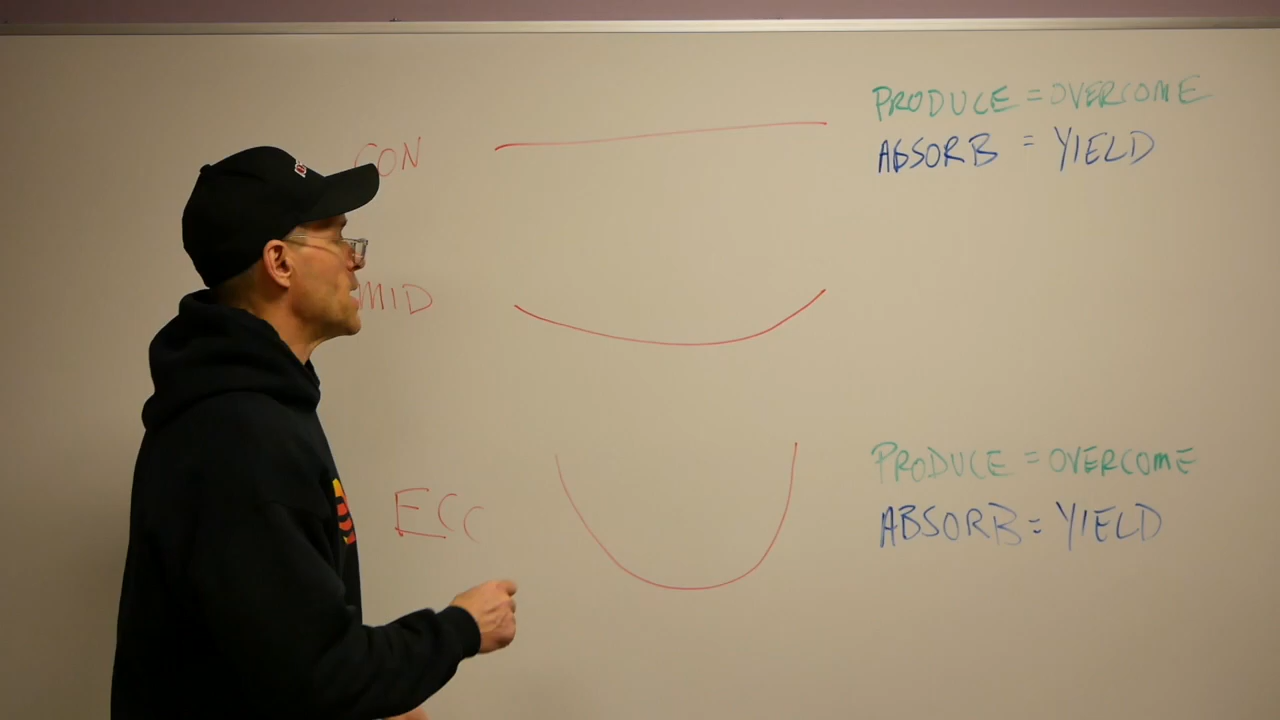 PRODUCE = OVERCOME
CON
ABSORB = YIELD
MID
PRODUCE = OVERCOME
ECC
ABSORB = YIELD